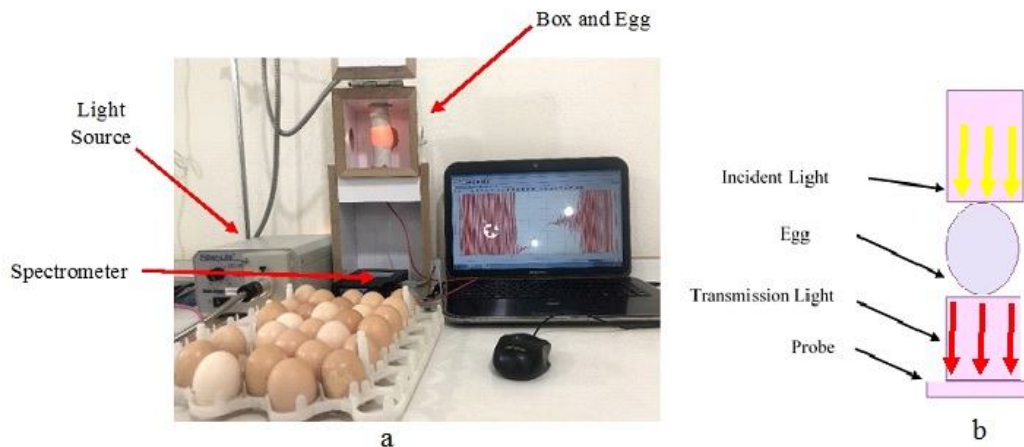 Box and Egg
Light
Source
Spectrometer
a
Incident Light
Egg
Transmission Light
Probe
b